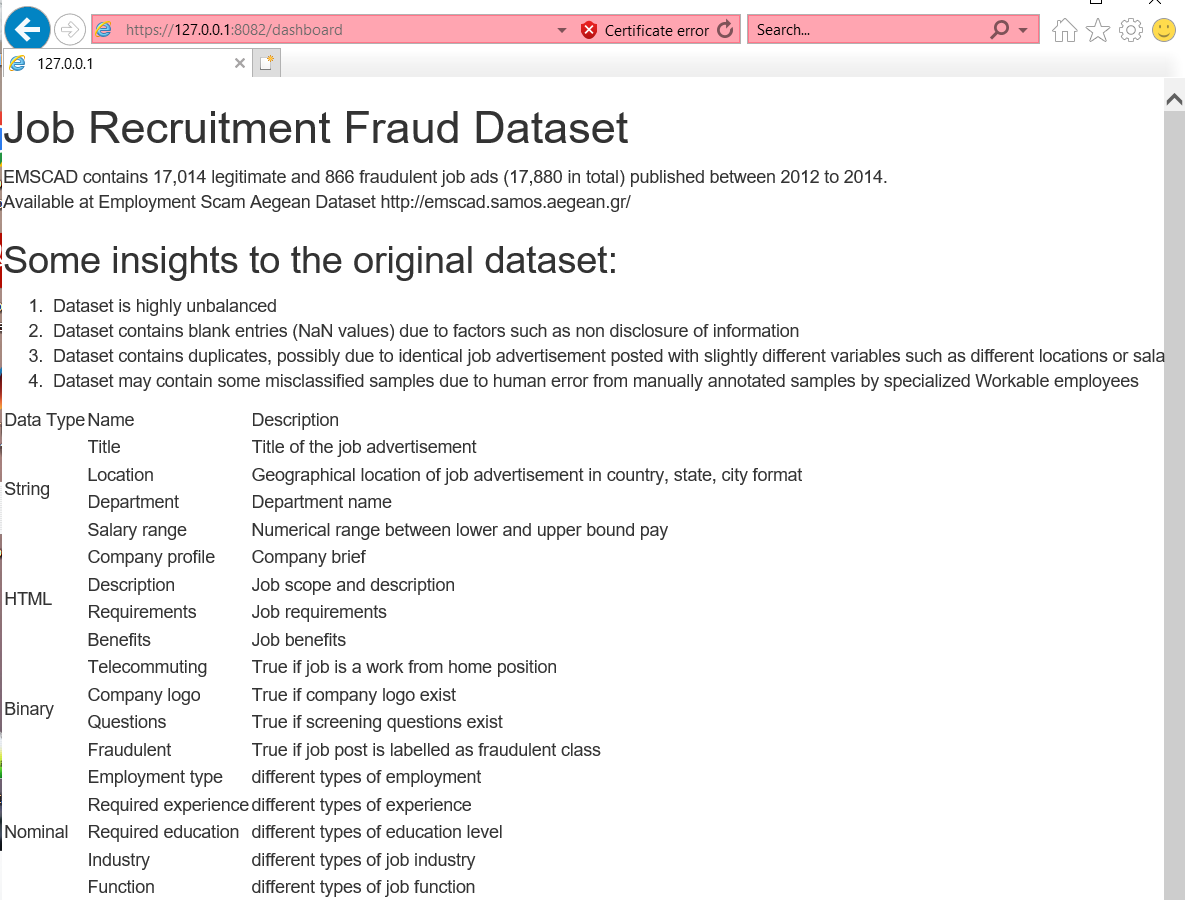 https://127.0.0.1:8082/dashboard Certificate error Search...
127.0.0.1
Job Recruitment Fraud Dataset
EMSCAD contains 17,014 legitimate and 866 fraudulent job ads (17,880 in total) published between 2012 to 2014.
Available at Employment Scam Aegean Dataset http://emscad.samos.aegean.gr/
Some insights to the original dataset:
1. Dataset is highly unbalanced
2. Dataset contains blank entries (NaN values) due to factors such as non disclosure of information
3. Dataset contains duplicates, possibly due to identical job advertisement posted with slightly different variables such as different locations or sala
4. Dataset may contain some misclassified samples due to human error from manually annotated samples by specialized Workable employees
Data Type Name Description
Title Title of the job advertisement
Location Geographical location of job advertisement in country, state, city format
String
Department Department name
Salary range Numerical range between lower and upper bound pay
Company profile Company brief
Description Job scope and description
HTML
Requirements Job requirements
Benefits Job benefits
Telecommuting True if job is a work from home position
Company logo True if company logo exist
Binary
Questions True if screening questions exist
Fraudulent True if job post is labelled as fraudulent class
Employment type different types of employment
Required experience different types of experience
Nominal Required education different types of education level
Industry different types of job industry
Function different types of job function